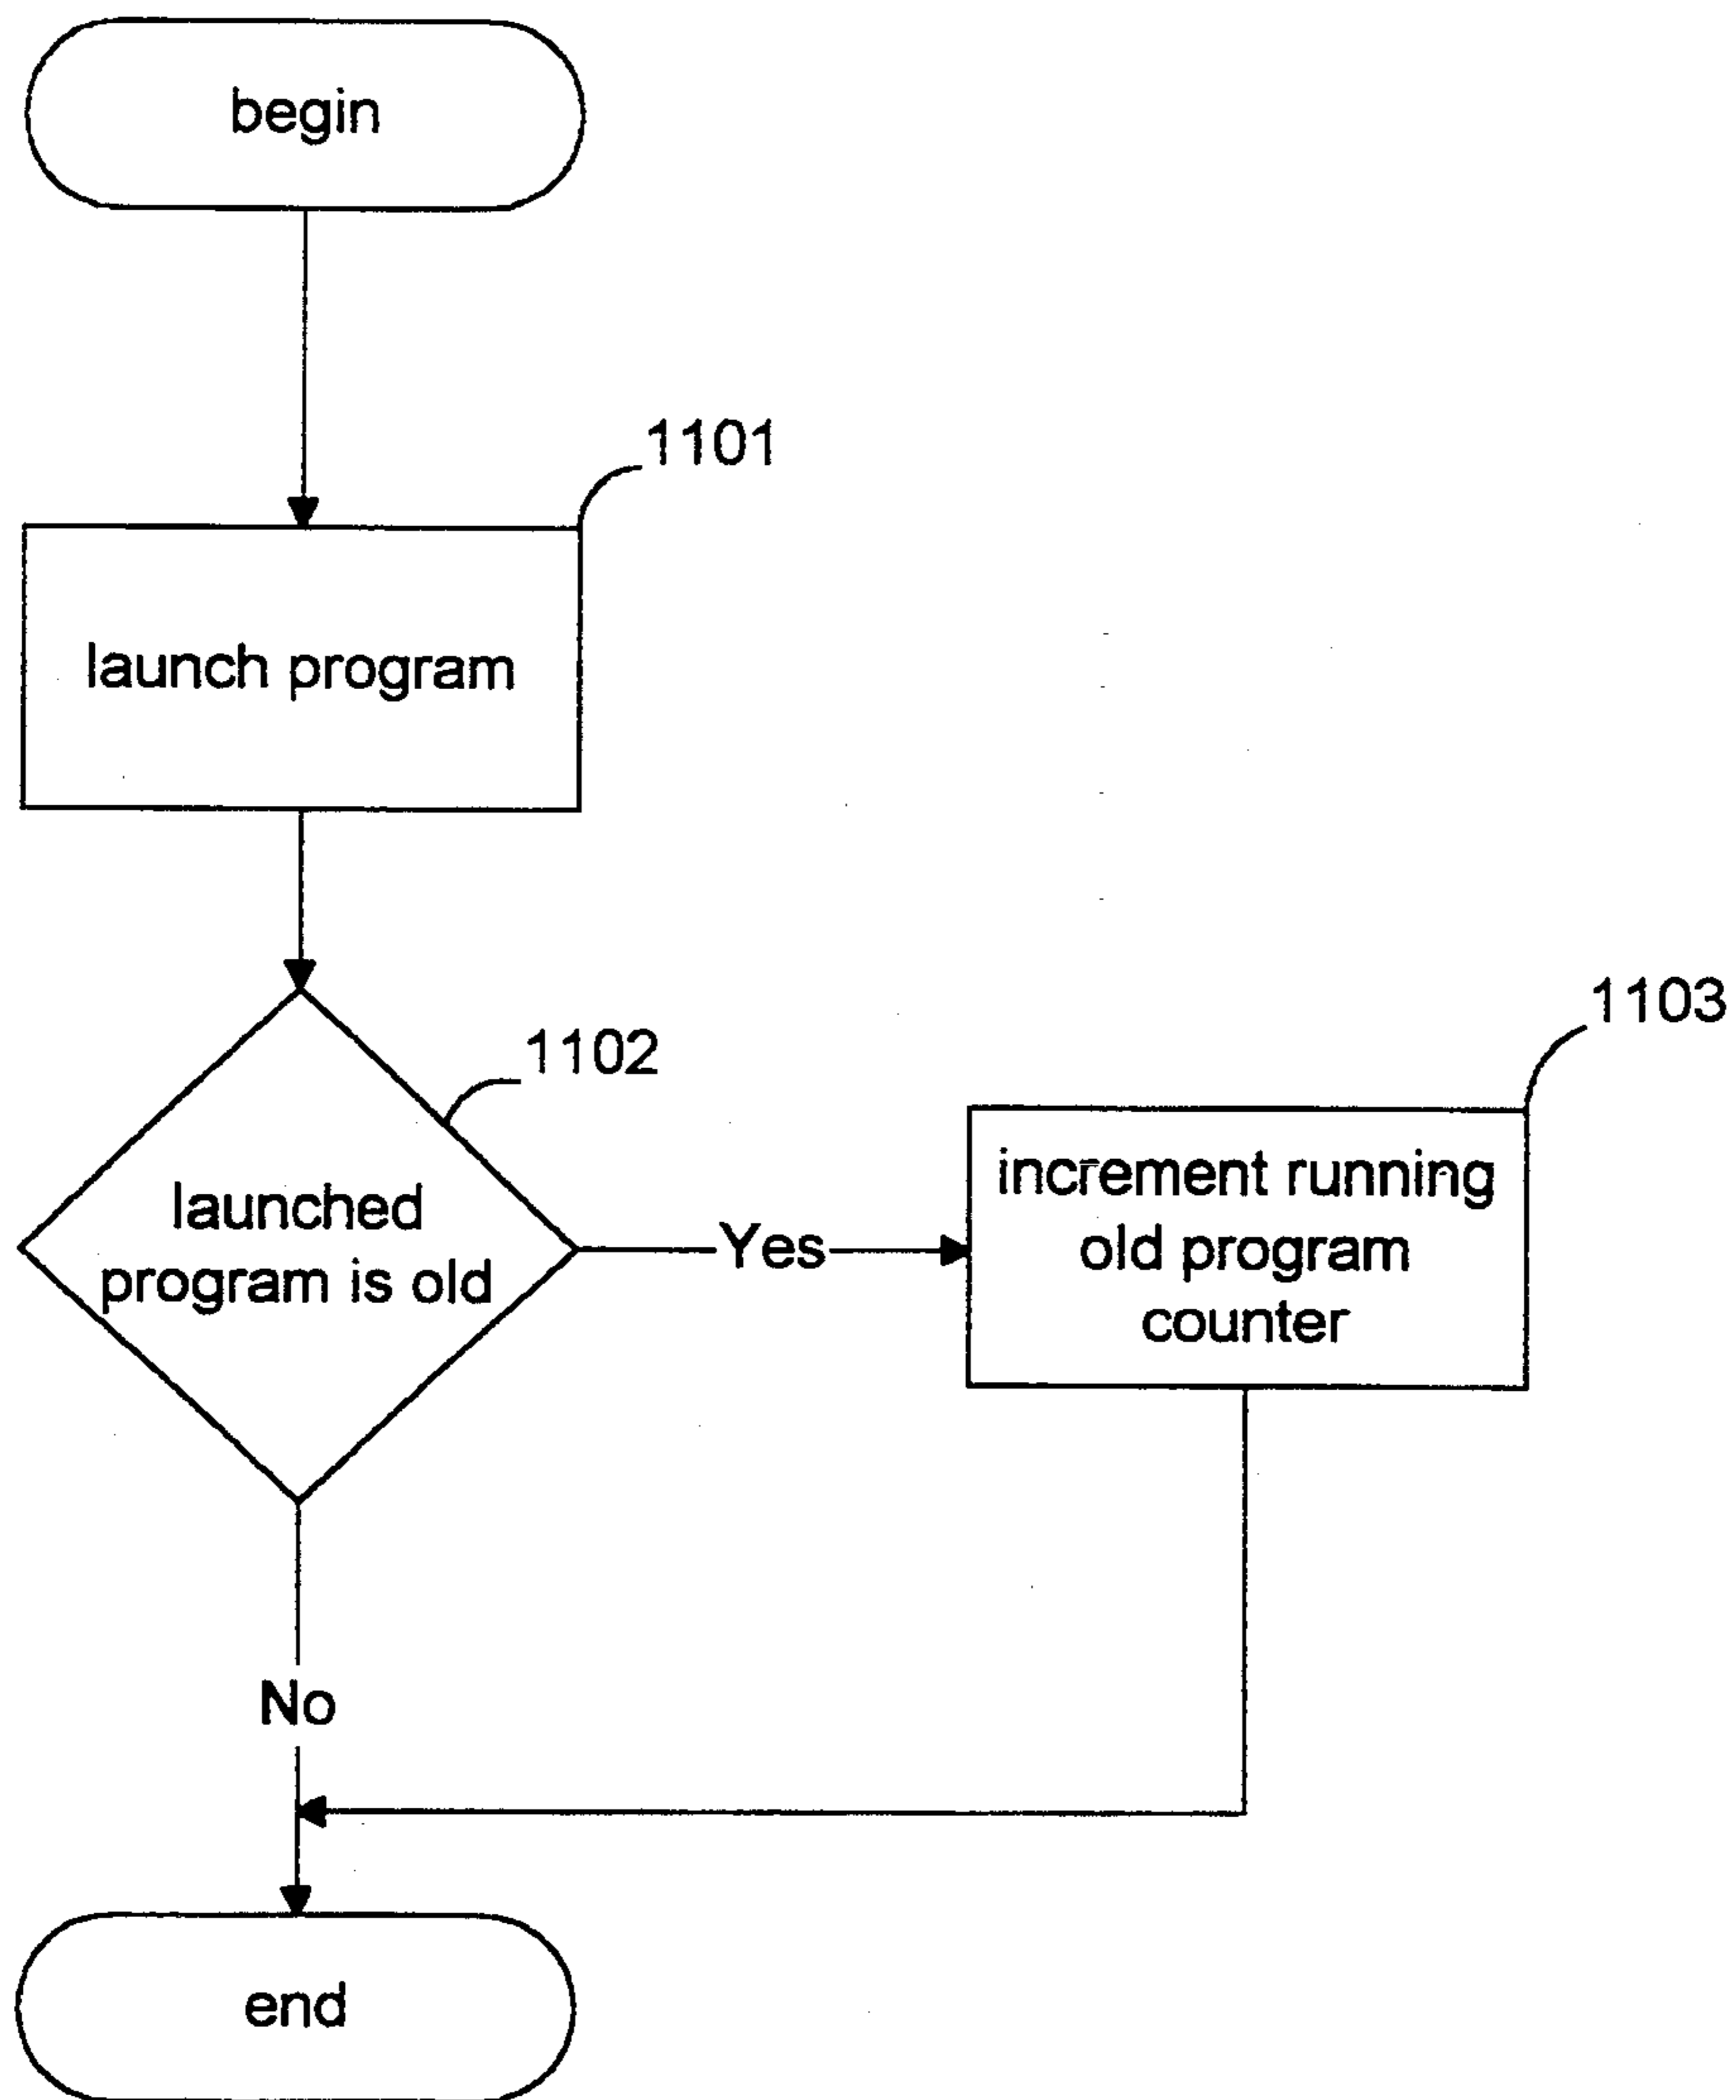 begin
1101
launch program
1102
launched
program is old
Yes
1103
increment running
old program
counter
No
end